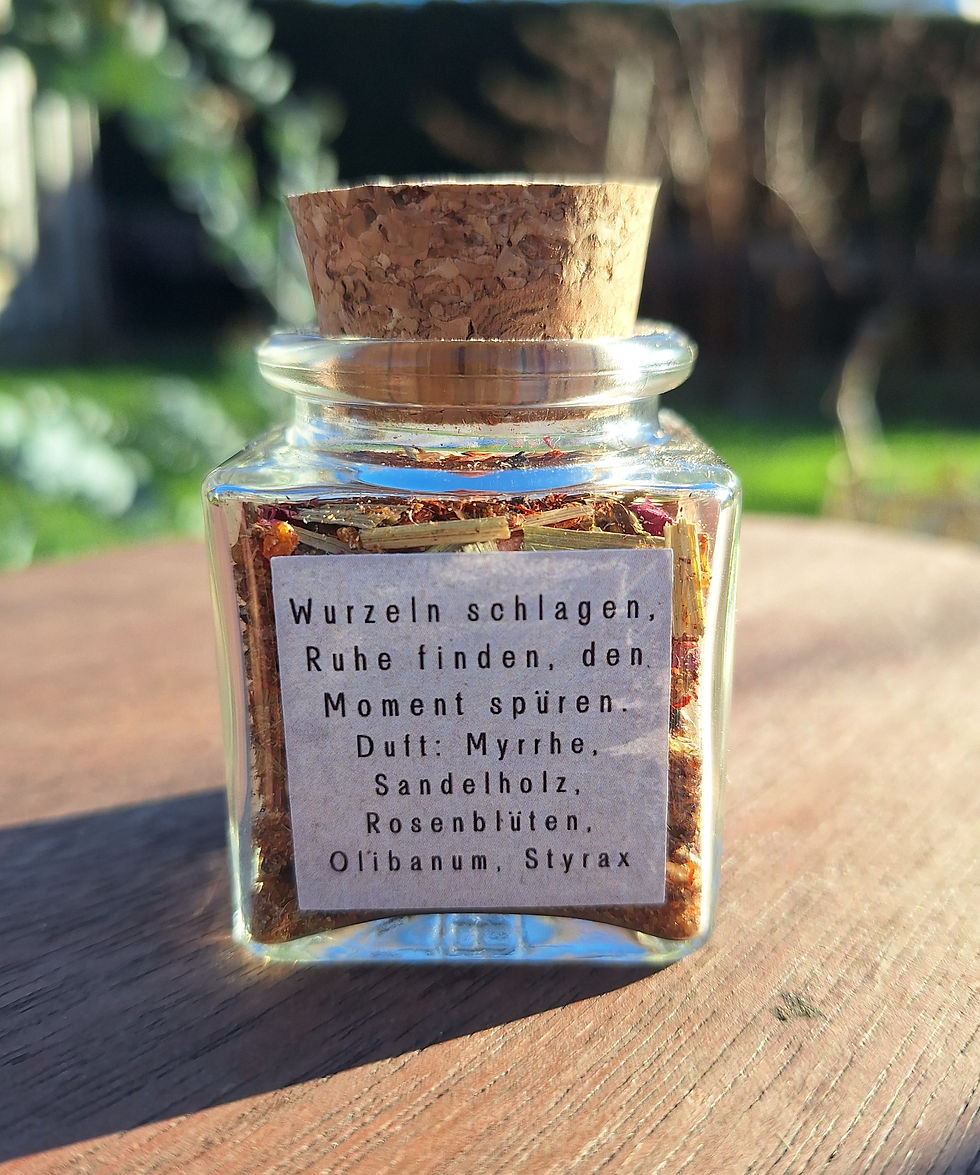 Wurzeln schlagen,
Ruhe finden, den
Moment spüren.
Duft: Myrrhe,
Sandelholz,
Rosenblüten,
Olibanum, Styrax